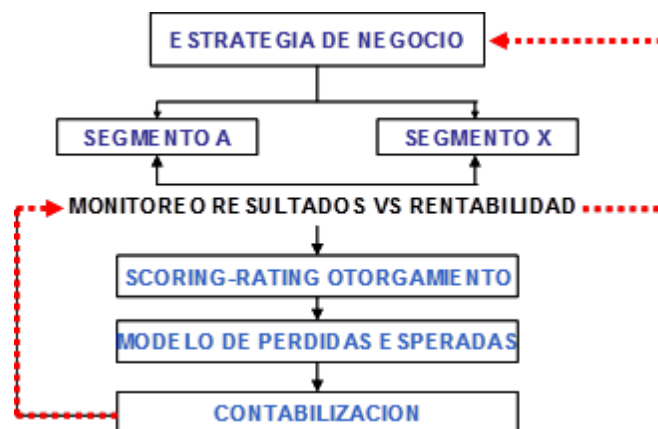 ESTRATEGIA DE NEGOCIO
SEGMENTO A
SEGMENTO X
MONITOREO RESULTADOS VS RENTABILIDAD
SCORING-RATING OTORGAMIENTO
MODELO DE PERDIDAS ESPERADAS
CONTABILIZACION